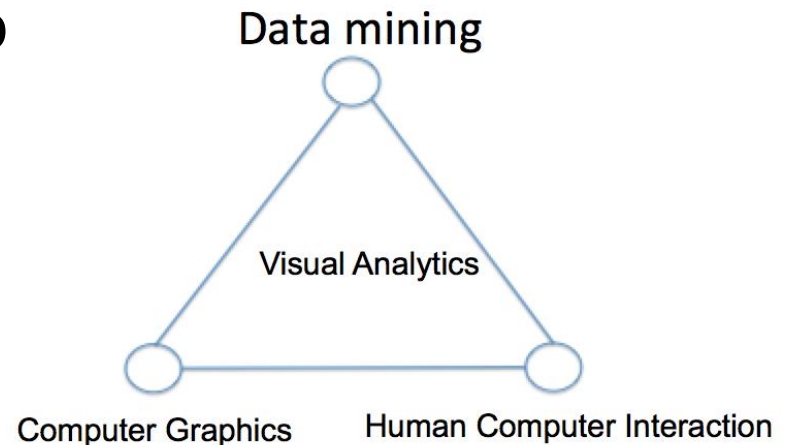 Data mining
Visual Analytics
Computer Graphics
Human Computer Interaction